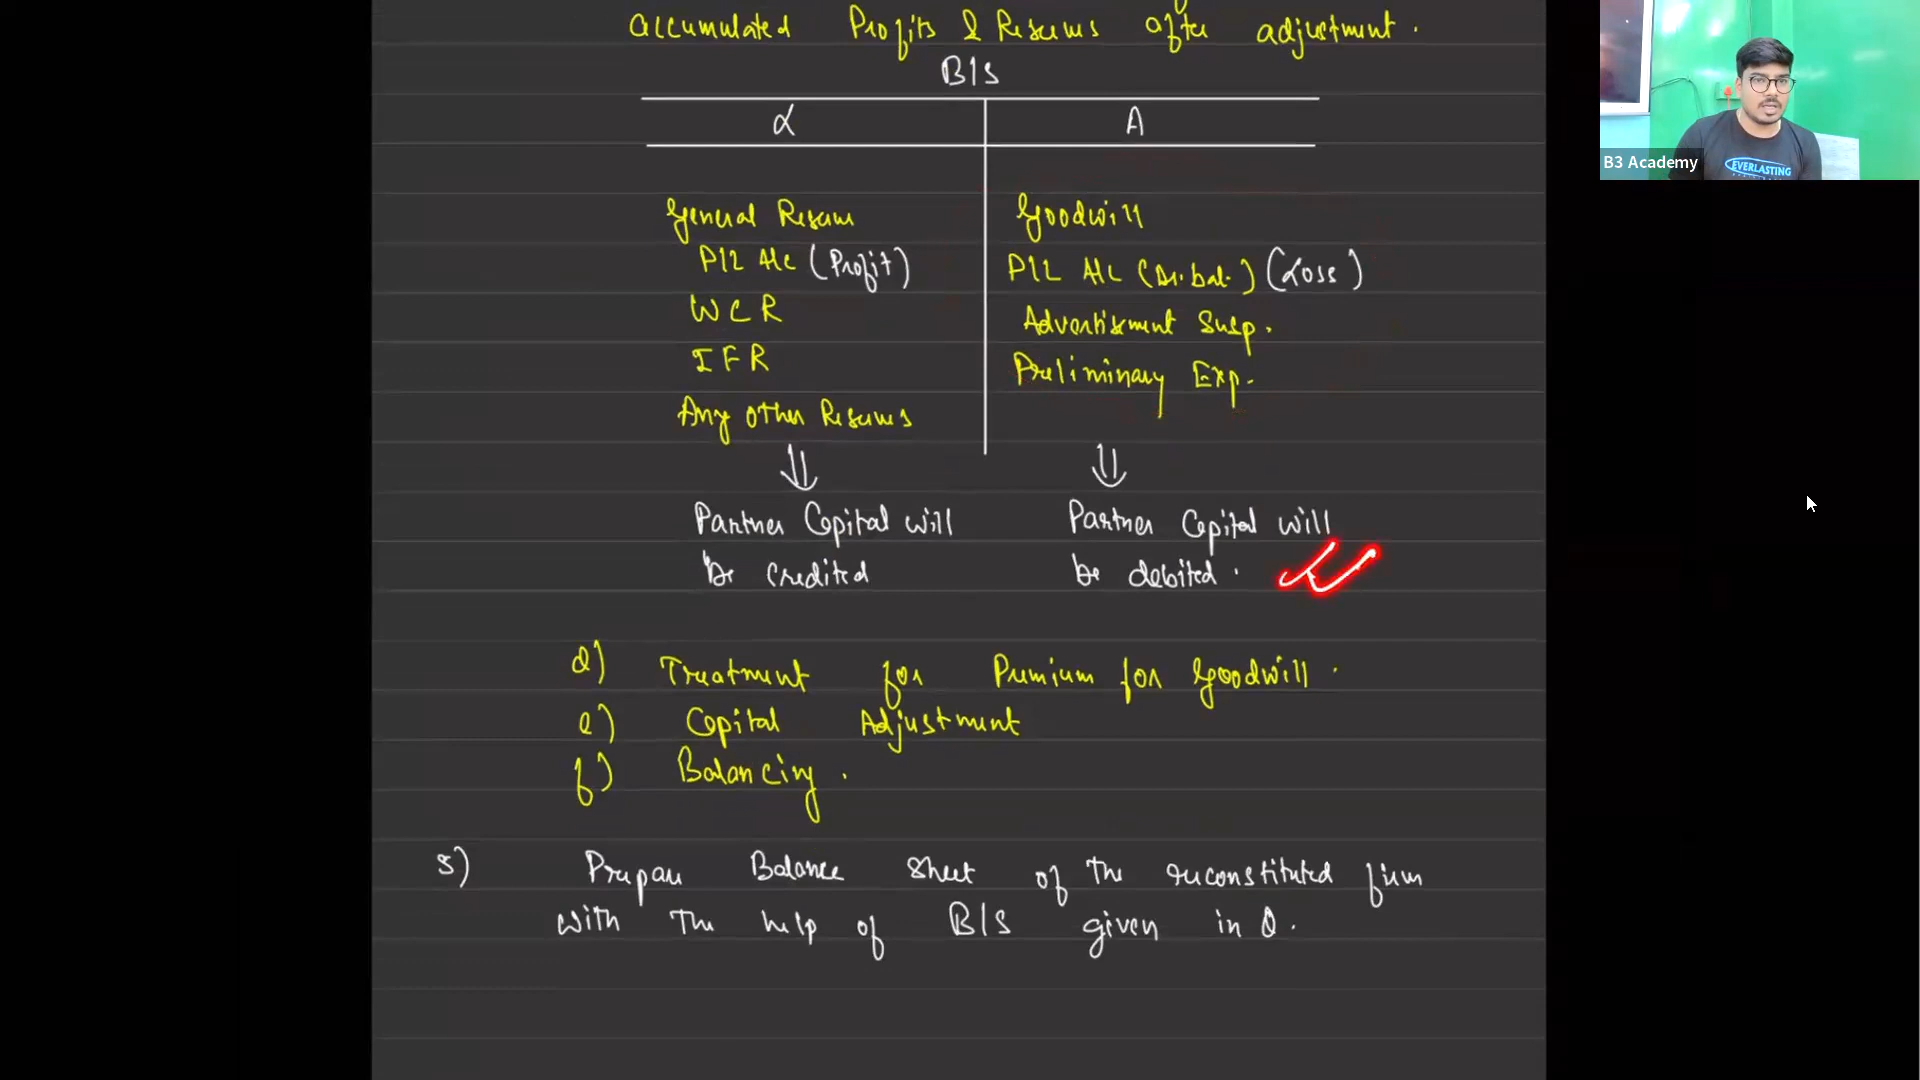 accumulated Profits & Reserves after adjustment.
B/S
L A
General Reserve Goodwill
P/L A/c (Profit) P/L A/c (Dr. bal.) (Loss)
WCR Advertisment Susp.
IFR Preliminary Exp.
Any other Reserves
Partner Capital will Partner Capital will
be credited be debited.
d) Treatment for Premium for Goodwill.
e) Capital Adjustment
f) Balancing.
5) Prepare Balance Sheet of the reconstituted firm
with the help of B/S given in Q.
B3 Academy
EVERLASTING